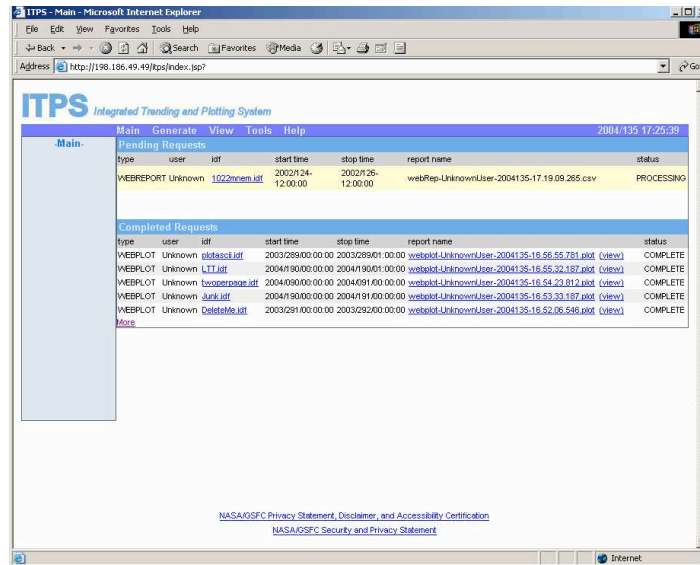 ITPS - Main - Microsoft Internet Explorer
File Edit View Favorites Tools Help
Back Search Favorites Media
Address http://198.186.49.49/itps/index.jsp? Go
ITPS Integrated Trending and Plotting System
Main Generate View Tools Help 2004/135 17:25:39
-Main-
Pending Requests
type user idf start time stop time report name status
WEBREPORT Unknown 1022mnem.idf 2002/124-12:00:00 2002/126-12:00:00 webRep-UnknownUser-2004135-17.19.09.265.csv PROCESSING
Completed Requests
type user idf start time stop time report name status
WEBPLOT Unknown plotascii.idf 2003/289/00:00:00 2003/289/01:00:00 webplot-UnknownUser-2004135-16.56.55.781.plot (view) COMPLETE
WEBPLOT Unknown LTT.idf 2004/190/00:00:00 2004/190/01:00:00 webplot-UnknownUser-2004135-16.55.32.187.plot (view) COMPLETE
WEBPLOT Unknown twoperpage.idf 2004/090/00:00:00 2004/091/00:00:00 webplot-UnknownUser-2004135-16.54.23.812.plot (view) COMPLETE
WEBPLOT Unknown Junk.idf 2004/190/00:00:00 2004/191/00:00:00 webplot-UnknownUser-2004135-16.53.33.187.plot (view) COMPLETE
WEBPLOT Unknown DeleteMe.idf 2003/291/00:00:00 2003/292/00:00:00 webplot-UnknownUser-2004135-16.52.06.546.plot (view) COMPLETE
More
NASA/GSFC Privacy Statement, Disclaimer, and Accessibility Certification
NASA/GSFC Security and Privacy Statement
Internet